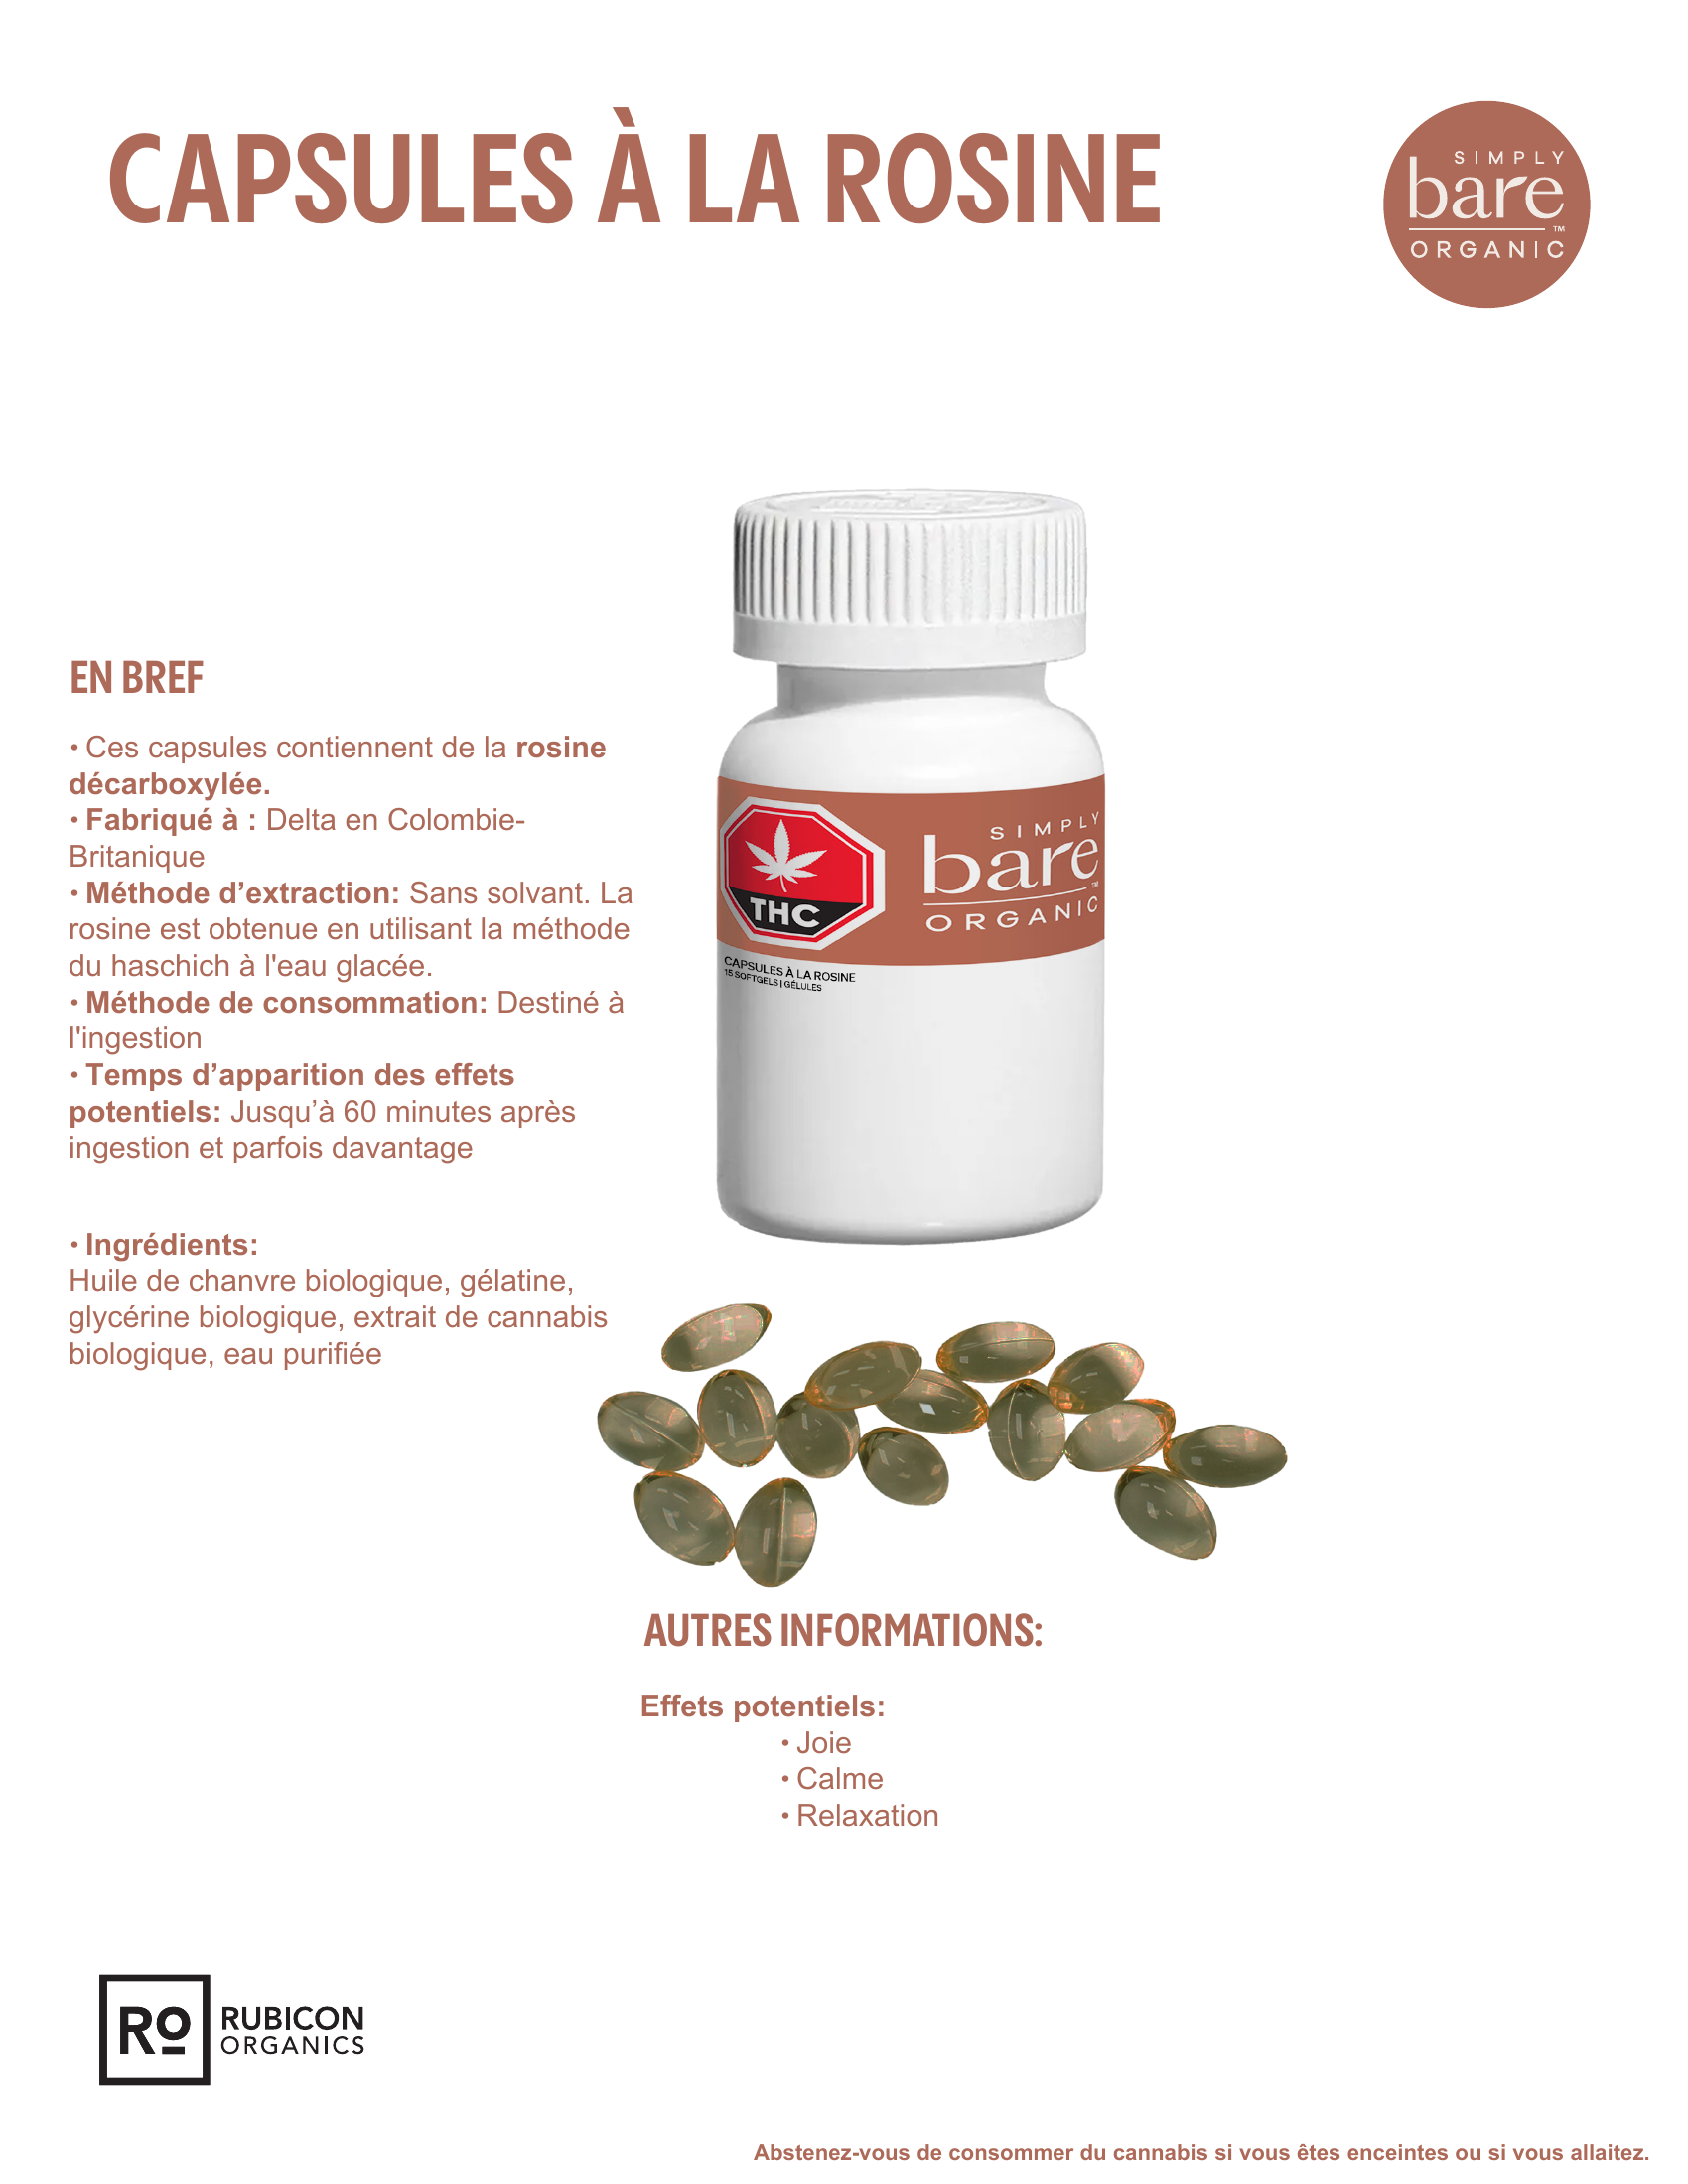 CAPSULES À LA ROSINE
SIMPLY
bare
™
ORGANIC
EN BREF
• Ces capsules contiennent de la rosine
décarboxylée.
• Fabriqué à : Delta en Colombie-
Britanique
• Méthode d’extraction: Sans solvant. La
rosine est obtenue en utilisant la méthode
du haschich à l'eau glacée.
• Méthode de consommation: Destiné à
l'ingestion
• Temps d’apparition des effets
potentiels: Jusqu’à 60 minutes après
ingestion et parfois davantage
• Ingrédients:
Huile de chanvre biologique, gélatine,
glycérine biologique, extrait de cannabis
biologique, eau purifiée
THC
SIMPLY
bare
™
ORGANIC
CAPSULES À LA ROSINE
15 SOFTGELS | GÉLULES
AUTRES INFORMATIONS:
Effets potentiels:
• Joie
• Calme
• Relaxation
RO
RUBICON
ORGANICS
Abstenez-vous de consommer du cannabis si vous êtes enceintes ou si vous allaitez.